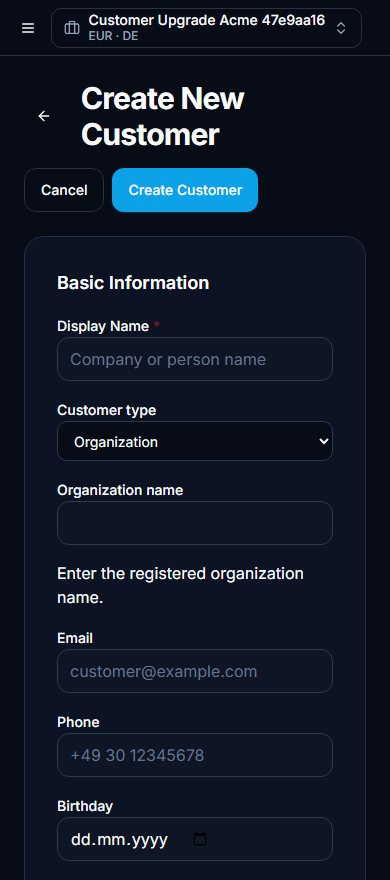 Customer Upgrade Acme 47e9aa16
EUR · DE
Create New
Customer
Cancel
Create Customer
Basic Information
Display Name *
Company or person name
Customer type
Organization
Organization name
Enter the registered organization
name.
Email
customer@example.com
Phone
+49 30 12345678
Birthday
dd.mm.yyyy